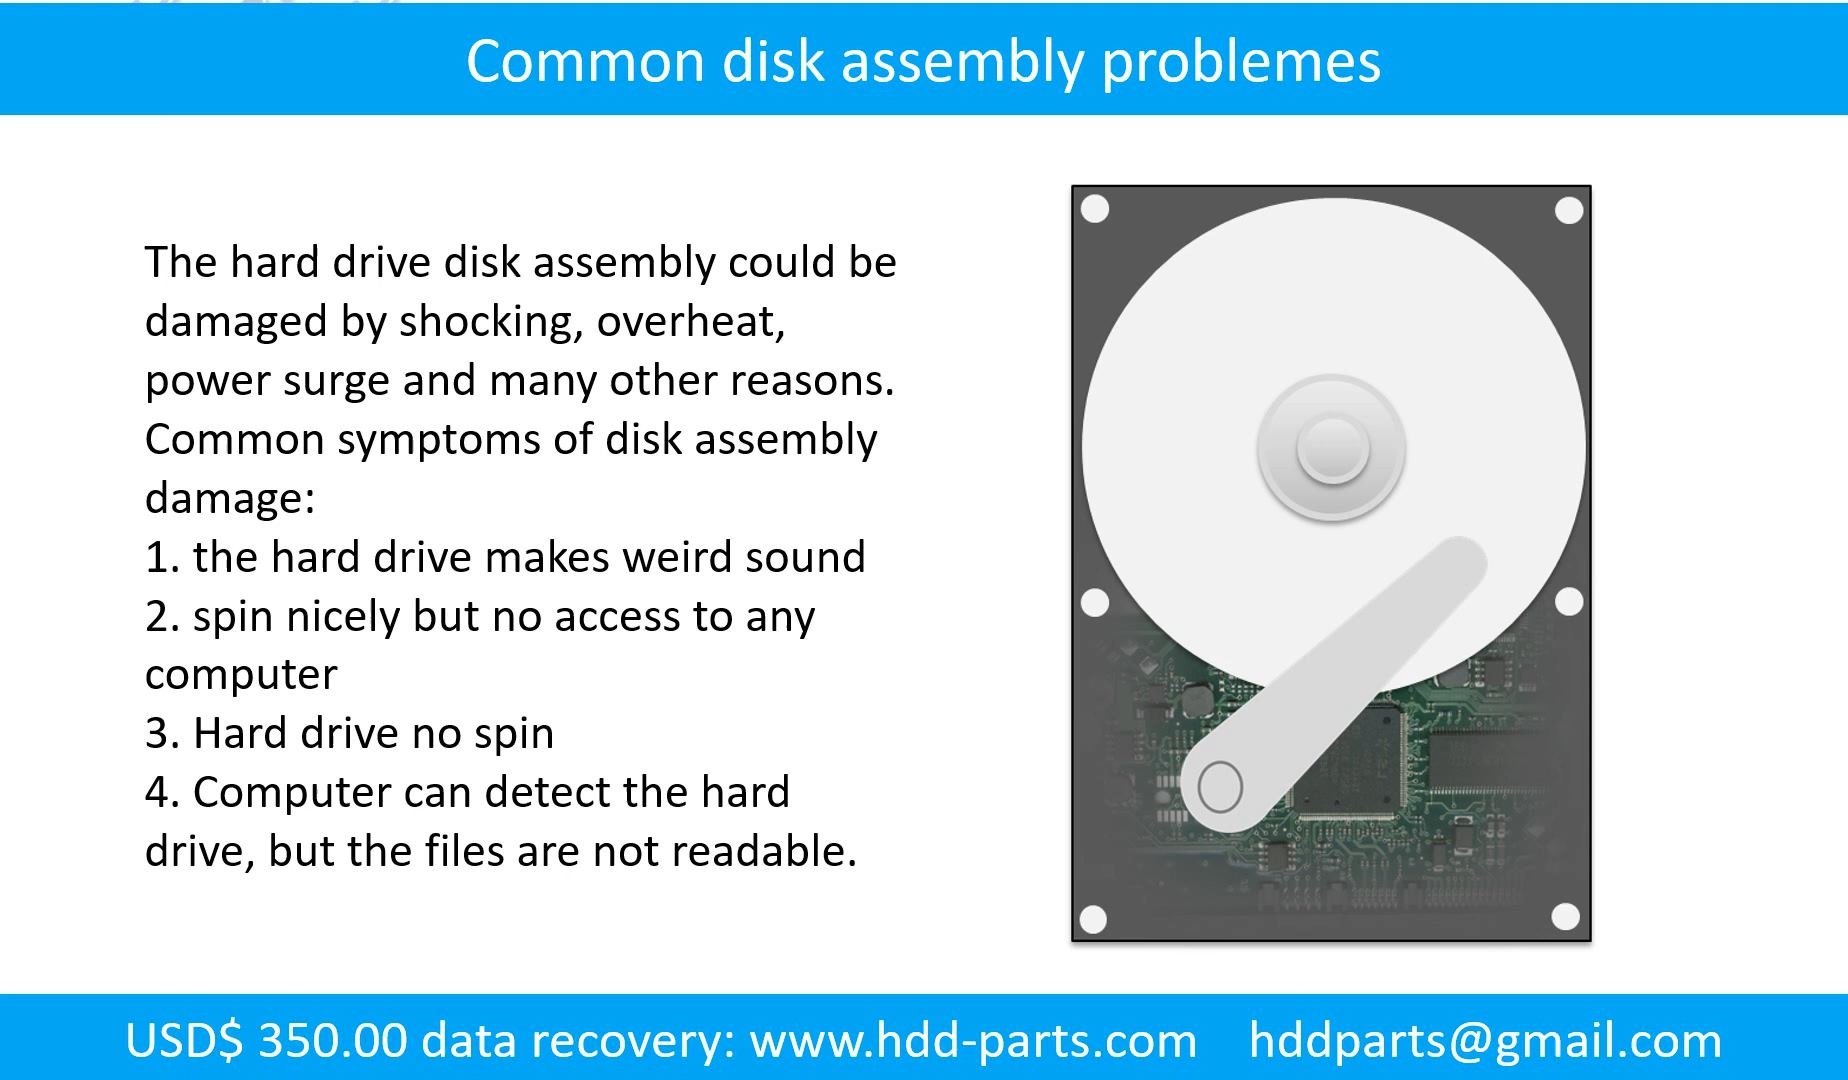 Common disk assembly problemes
The hard drive disk assembly could be
damaged by shocking, overheat,
power surge and many other reasons.
Common symptoms of disk assembly
damage:
1. the hard drive makes weird sound
2. spin nicely but no access to any
computer
3. Hard drive no spin
4. Computer can detect the hard
drive, but the files are not readable.
USD$ 350.00 data recovery: www.hdd-parts.com hddparts@gmail.com